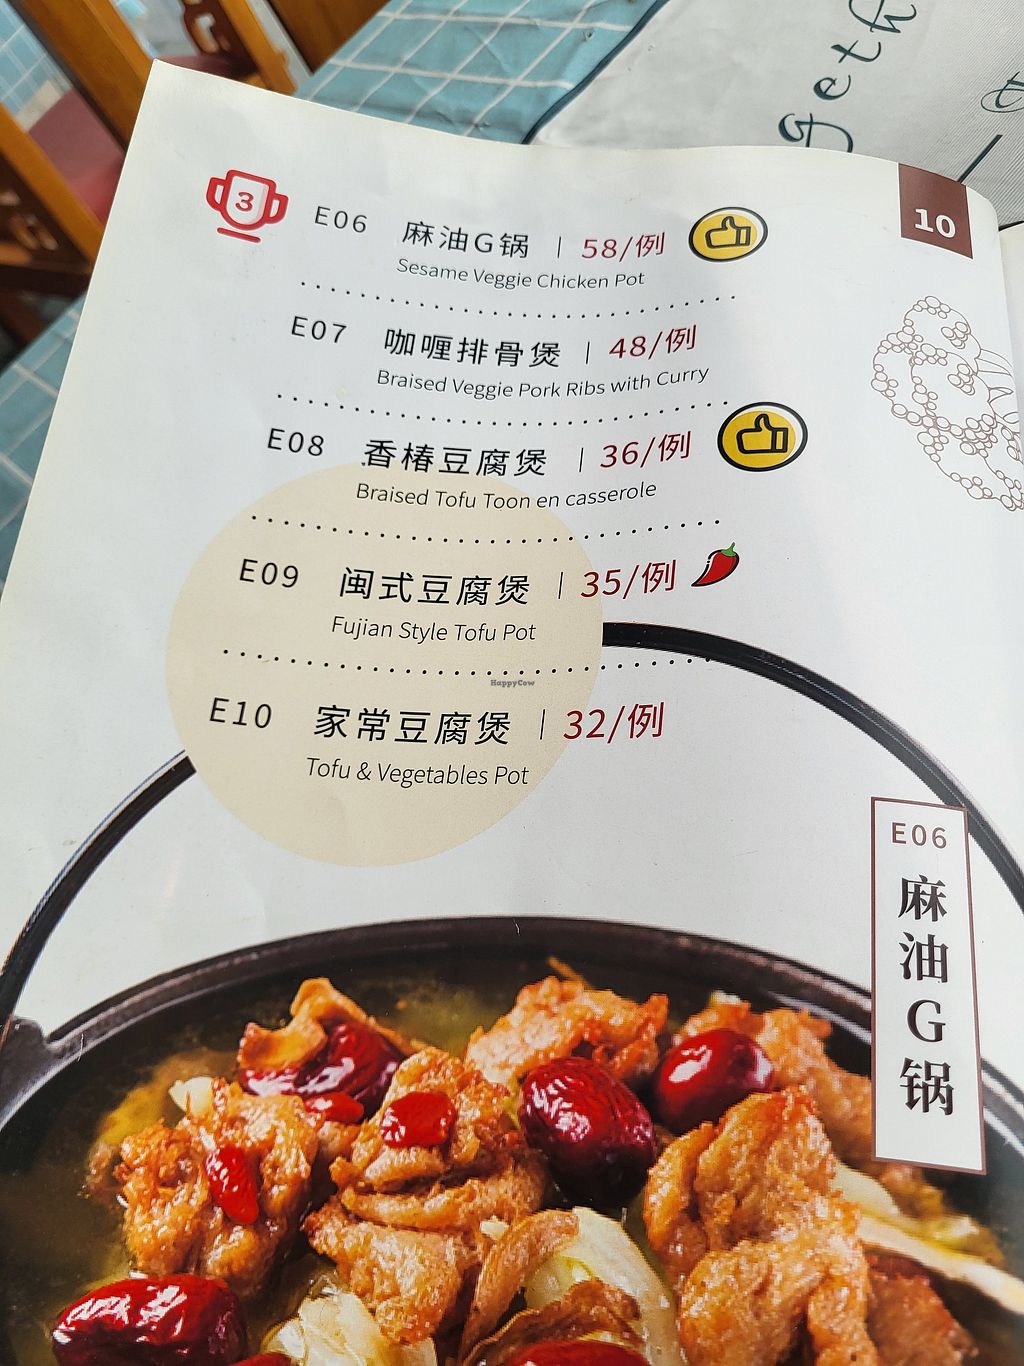 geth
10
3
E06 麻油G锅 | 58/例
Sesame Veggie Chicken Pot
E07 咖喱排骨煲 | 48/例
Braised Veggie Pork Ribs with Curry
E08 香椿豆腐煲 | 36/例
Braised Tofu Toon en casserole
E09 闽式豆腐煲 | 35/例
Fujian Style Tofu Pot
HappyCow
E10 家常豆腐煲 | 32/例
Tofu & Vegetables Pot
E06
麻油G锅